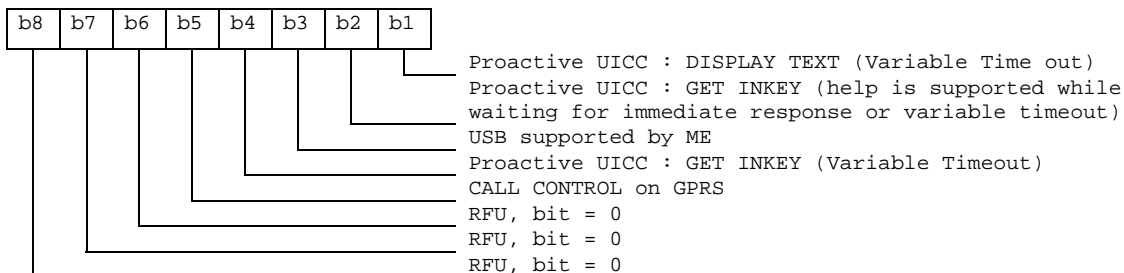 b8 b7 b6 b5 b4 b3 b2 b1
Proactive UICC : DISPLAY TEXT (Variable Time out)
Proactive UICC : GET INKEY (help is supported while
waiting for immediate response or variable timeout)
USB supported by ME
Proactive UICC : GET INKEY (Variable Timeout)
CALL CONTROL on GPRS
RFU, bit = 0
RFU, bit = 0
RFU, bit = 0